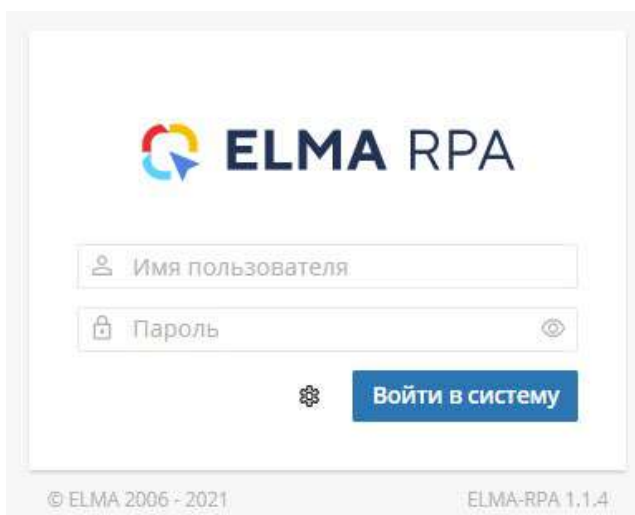 ELMA RPA
Имя пользователя
Пароль
Войти в систему
© ELMA 2006 - 2021 ELMA-RPA 1.1.4